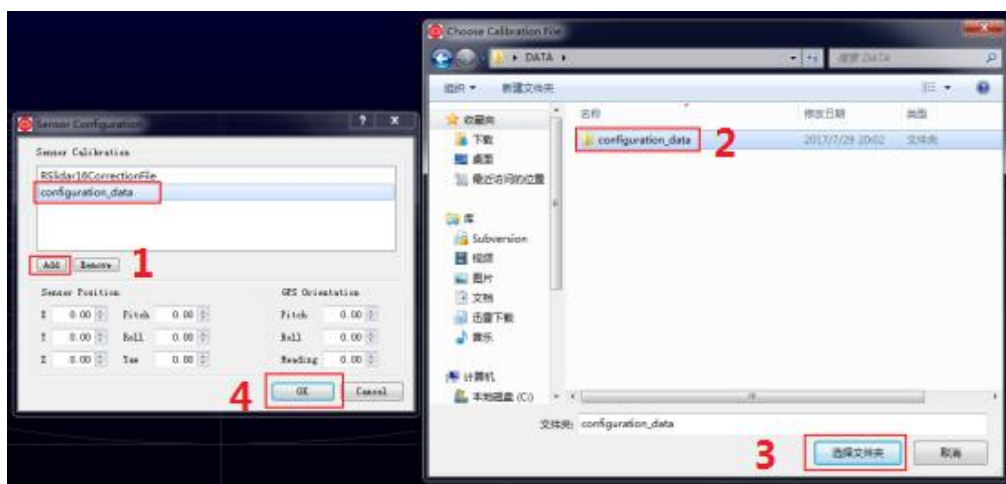 Choose Calibration File
DATA
搜索 DATA
组织
新建文件夹
名称
修改日期
类型
收藏夹
下载
桌面
最近访问的位置
库
Subversion
视频
图片
文档
迅雷下载
音乐
计算机
本地磁盘 (C:)
configuration_data
2
2017/7/29 20:02
文件夹
文件夹:
configuration_data
3
选择文件夹
取消
Sensor Configuration
Sensor Calibration
RSlidar16CorrectionFile
configuration_data
Add
Remove
1
Sensor Position
GPS Orientation
X 0.00 Pitch 0.00
Pitch 0.00
Y 0.00 Roll 0.00
Roll 0.00
Z 0.00 Yaw 0.00
Heading 0.00
4
OK
Cancel